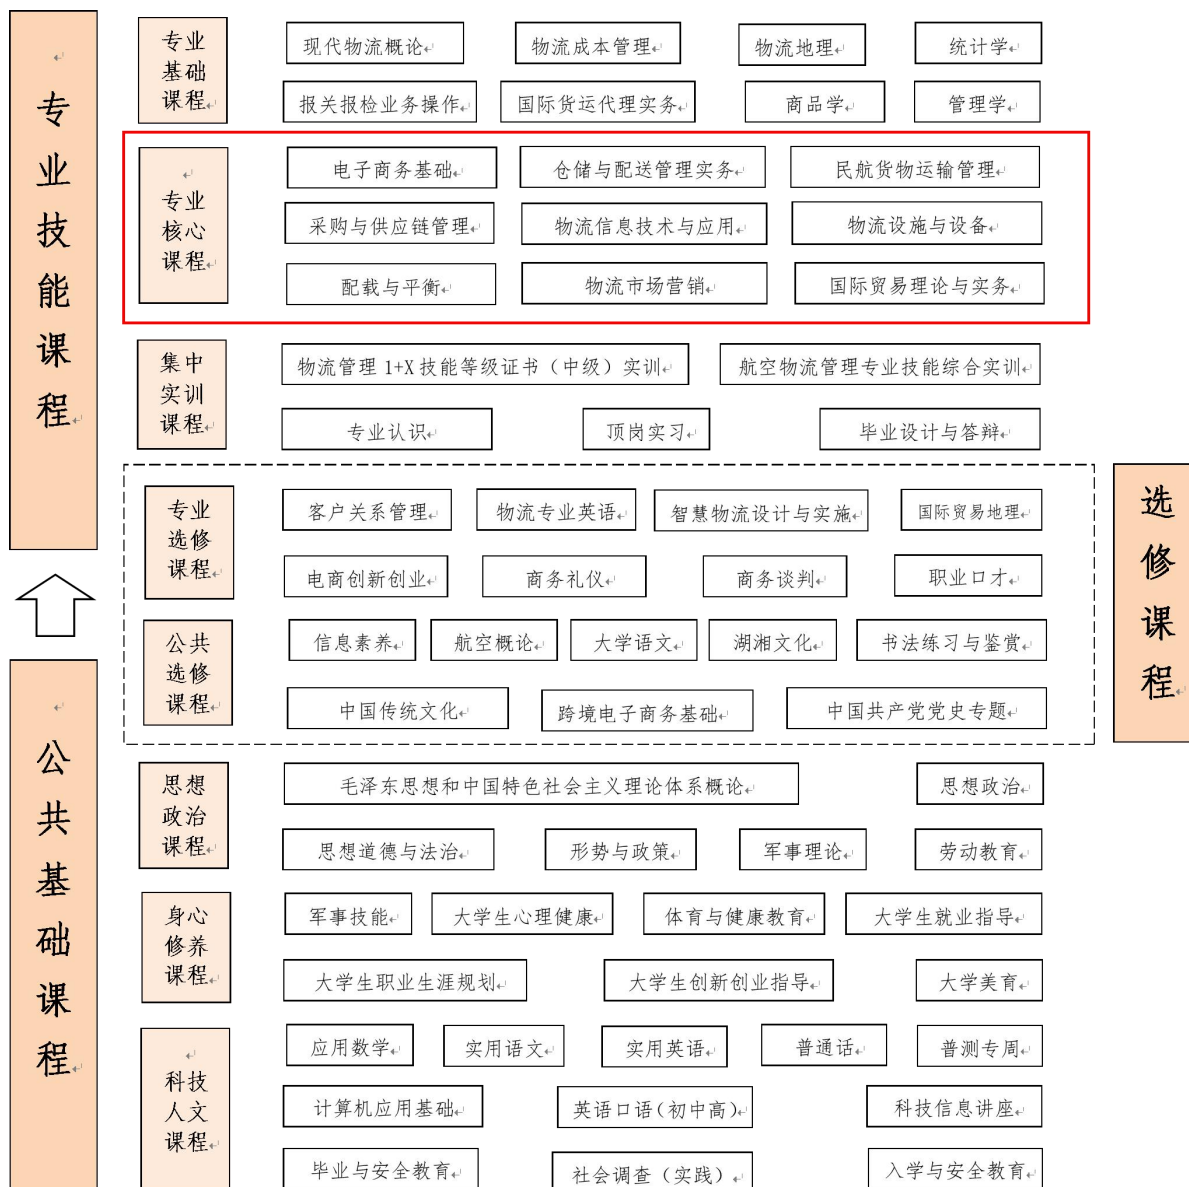 专业技能课程
专业基础课程
现代物流概论 物流成本管理 物流地理 统计学
报关报检业务操作 国际货运代理实务 商品学 管理学
专业核心课程
电子商务基础 仓储与配送管理实务 民航货物运输管理
采购与供应链管理 物流信息技术与应用 物流设施与设备
配载与平衡 物流市场营销 国际贸易理论与实务
集中实训课程
物流管理 1+X 技能等级证书（中级）实训 航空物流管理专业技能综合实训
专业认识 顶岗实习 毕业设计与答辩
选修课程
专业选修课程
客户关系管理 物流专业英语 智慧物流设计与实施 国际贸易地理
电商创新创业 商务礼仪 商务谈判 职业口才
公共选修课程
信息素养 航空概论 大学语文 湖湘文化 书法练习与鉴赏
中国传统文化 跨境电子商务基础 中国共产党党史专题
公共基础课程
思想政治课程
毛泽东思想和中国特色社会主义理论体系概论 思想政治
思想道德与法治 形势与政策 军事理论 劳动教育
身心修养课程
军事技能 大学生心理健康 体育与健康教育 大学生就业指导
大学生职业生涯规划 大学生创新创业指导 大学美育
科技人文课程
应用数学 实用语文 实用英语 普通话 普测专周
计算机应用基础 英语口语(初中高) 科技信息讲座
毕业与安全教育 社会调查（实践） 入学与安全教育